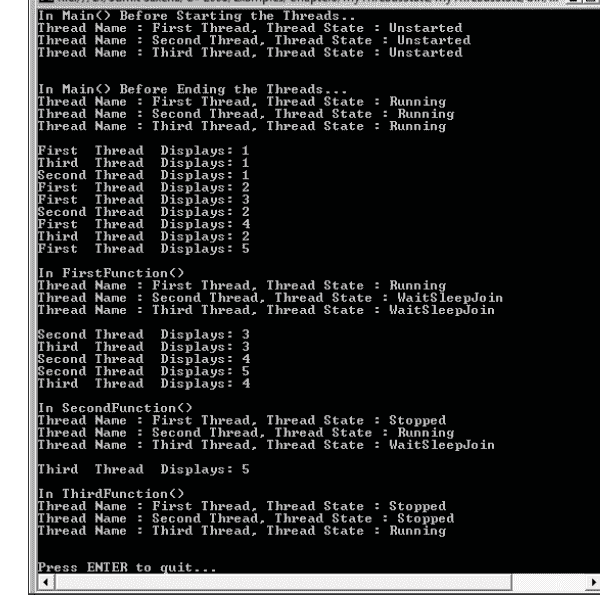 In Main() Before Starting the Threads..
Thread Name : First Thread, Thread State : Unstarted
Thread Name : Second Thread, Thread State : Unstarted
Thread Name : Third Thread, Thread State : Unstarted
In Main() Before Ending the Threads...
Thread Name : First Thread, Thread State : Running
Thread Name : Second Thread, Thread State : Running
Thread Name : Third Thread, Thread State : Running
First Thread Displays: 1
Third Thread Displays: 1
Second Thread Displays: 1
First Thread Displays: 2
First Thread Displays: 3
Second Thread Displays: 2
First Thread Displays: 4
Third Thread Displays: 2
First Thread Displays: 5
In FirstFunction()
Thread Name : First Thread, Thread State : Running
Thread Name : Second Thread, Thread State : WaitSleepJoin
Thread Name : Third Thread, Thread State : WaitSleepJoin
Second Thread Displays: 3
Third Thread Displays: 3
Second Thread Displays: 4
Second Thread Displays: 5
Third Thread Displays: 4
In SecondFunction()
Thread Name : First Thread, Thread State : Stopped
Thread Name : Second Thread, Thread State : Running
Thread Name : Third Thread, Thread State : WaitSleepJoin
Third Thread Displays: 5
In ThirdFunction()
Thread Name : First Thread, Thread State : Stopped
Thread Name : Second Thread, Thread State : Stopped
Thread Name : Third Thread, Thread State : Running
Press ENTER to quit...